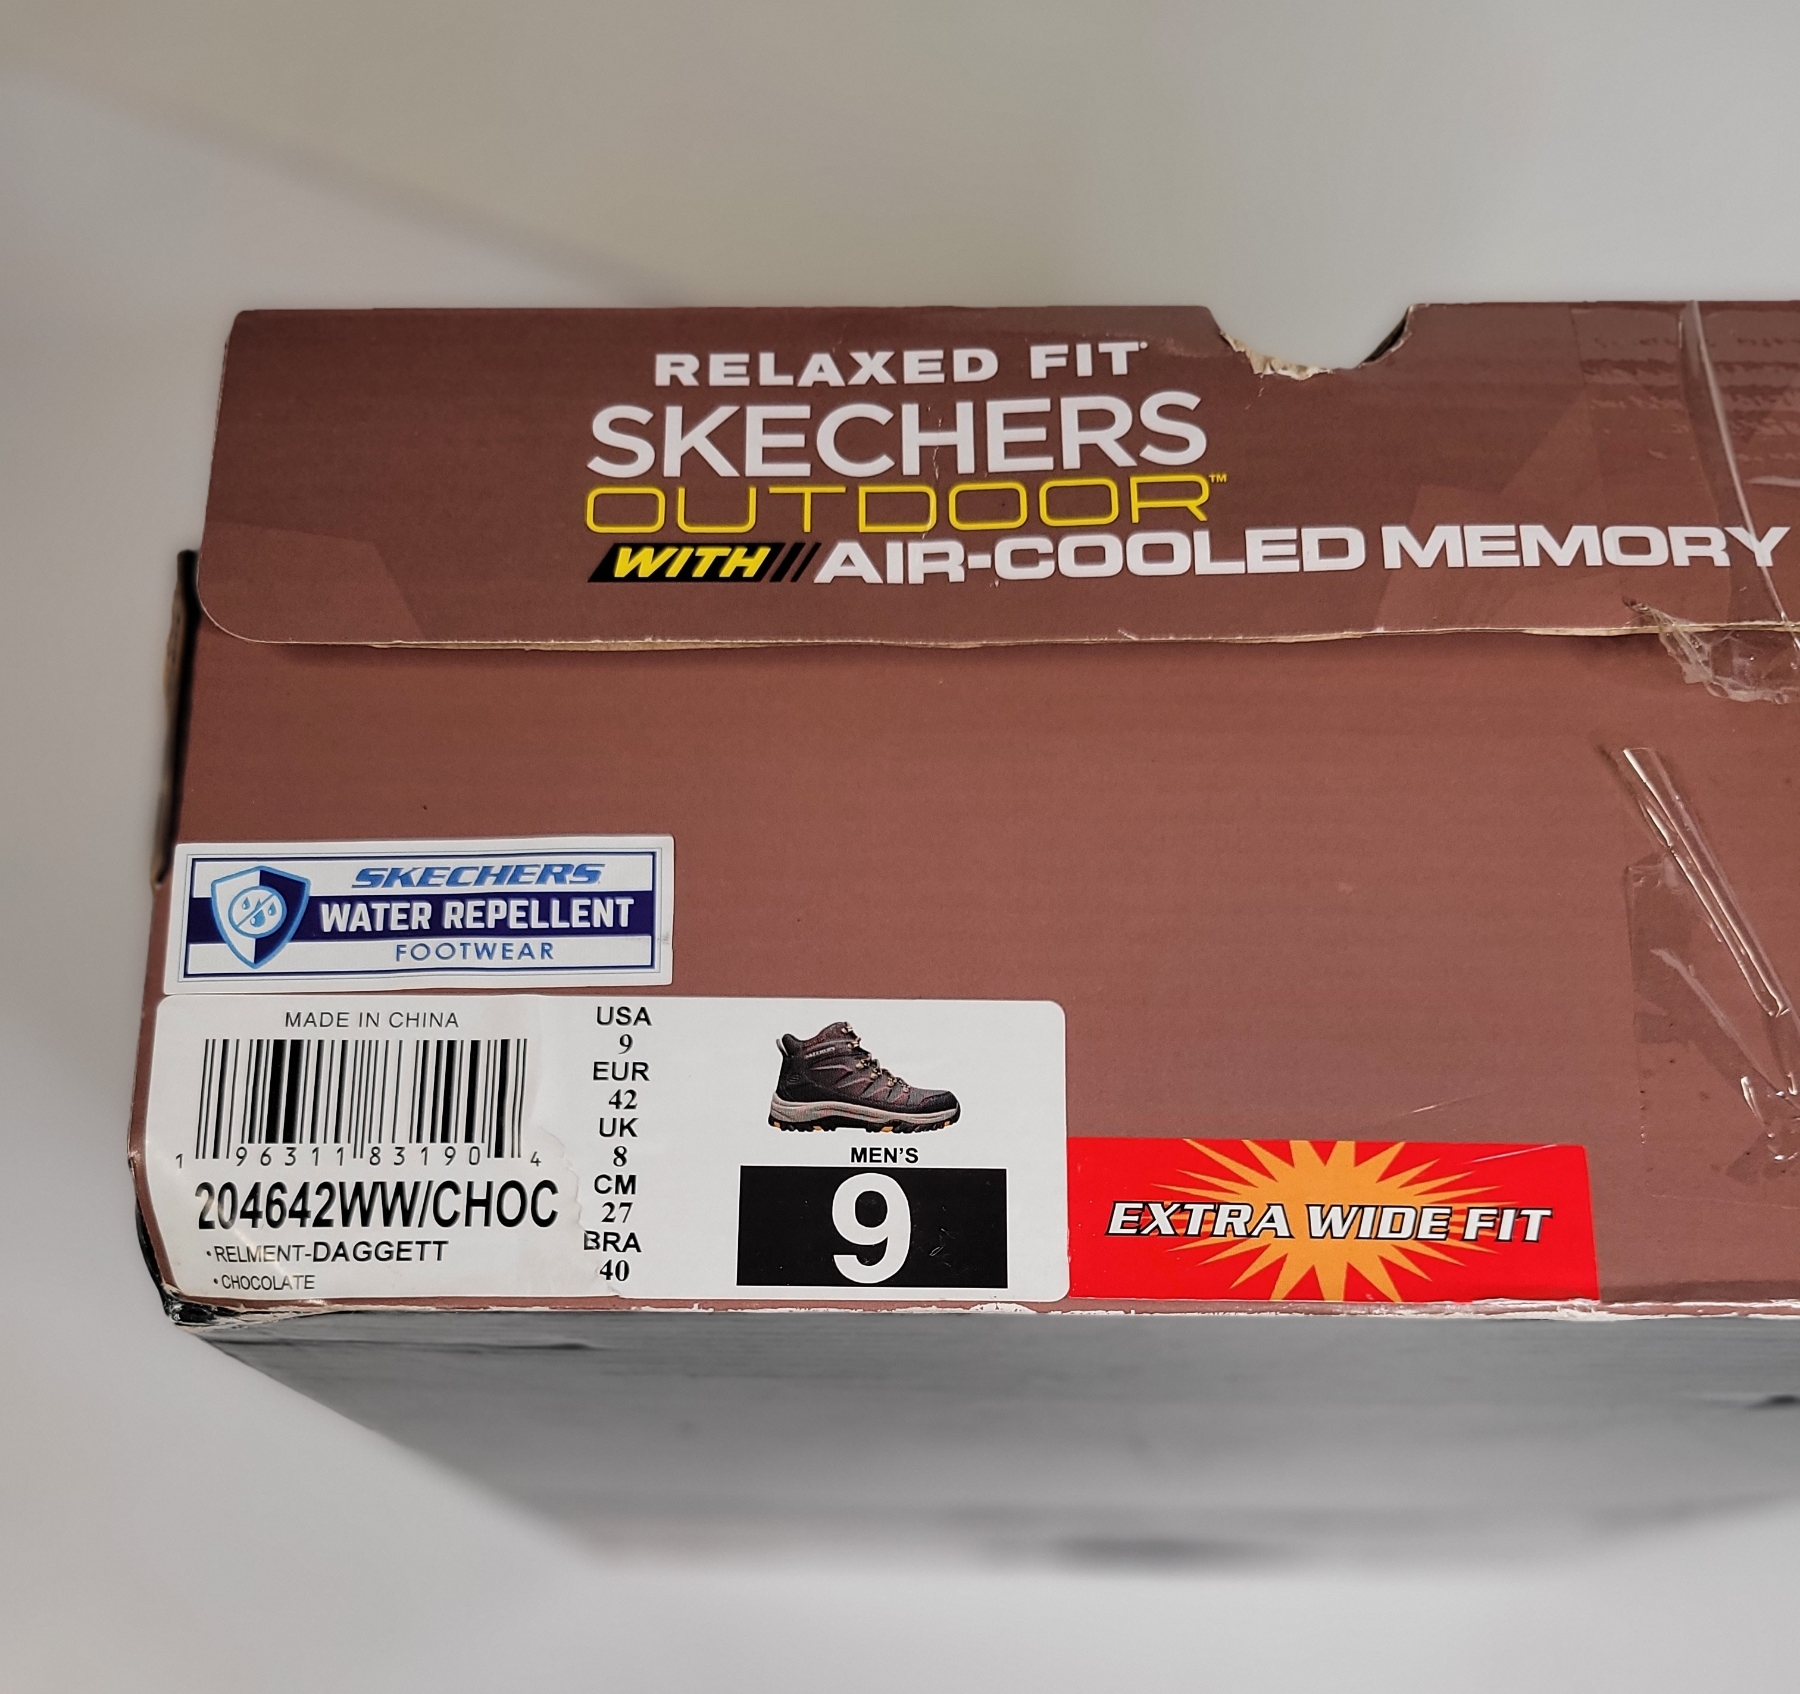 RELAXED FIT®
SKECHERS
OUTDOOR™
WITH AIR-COOLED MEMORY
SKECHERS
WATER REPELLENT
FOOTWEAR
MADE IN CHINA
1 96311 83190 4
204642WW/CHOC
• RELMENT-DAGGETT
• CHOCOLATE
USA
9
EUR
42
UK
8
CM
27
BRA
40
SKECHERS
MEN'S
9
EXTRA WIDE FIT